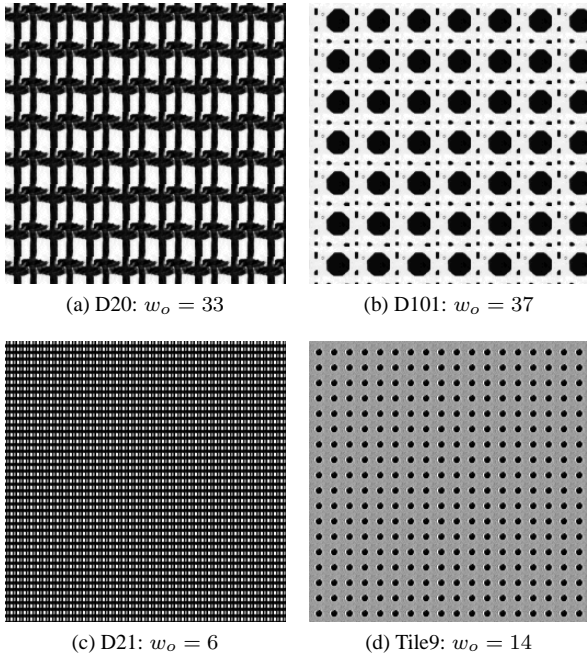 (a) D20: w_o = 33
(b) D101: w_o = 37
(c) D21: w_o = 6
(d) Tile9: w_o = 14